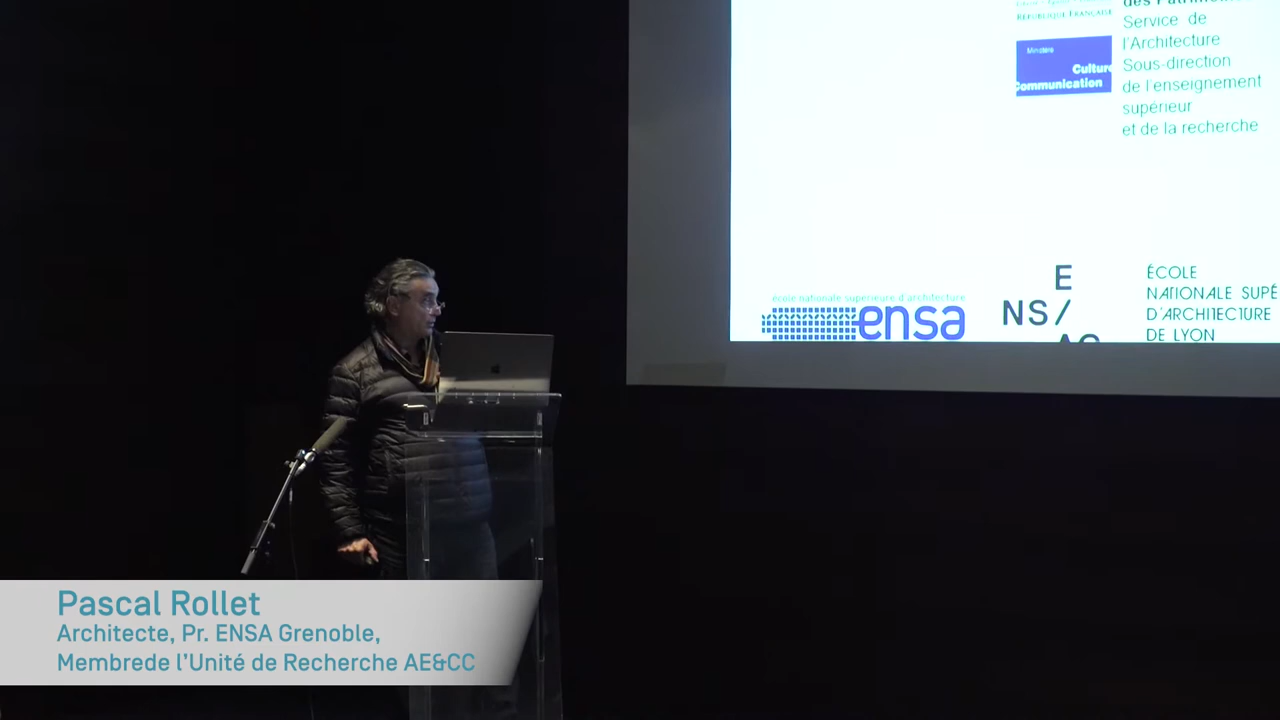 RÉPUBLIQUE FRANÇAISE
Service de
l'Architecture
Sous-direction
de l'enseignement
supérieur
et de la recherche
Ministère
Culture
Communication
école nationale supérieure d'architecture
ensa
E
NS/
ÉCOLE
NATIONALE SUPÉ
D'ARCHITECTURE
DE LYON
Pascal Rollet
Architecte, Pr. ENSA Grenoble,
Membrede l'Unité de Recherche AE&CC